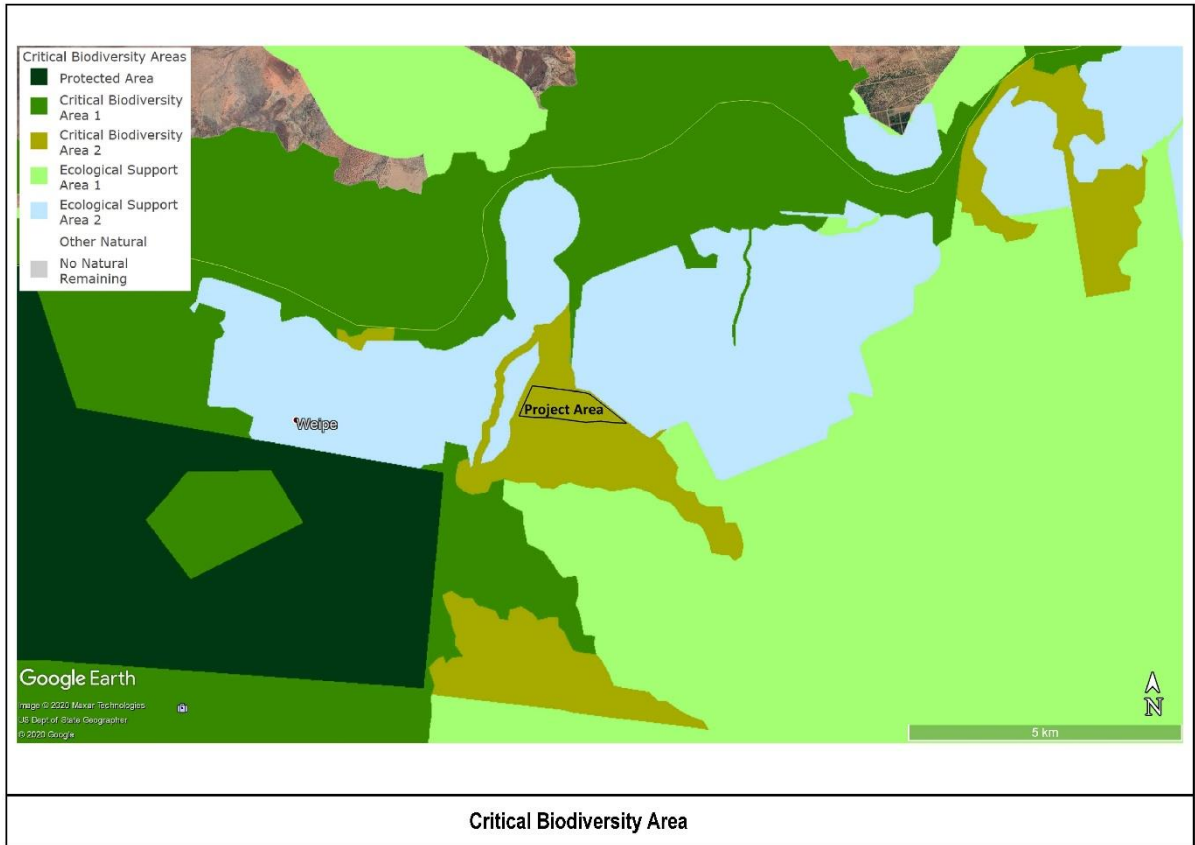 Critical Biodiversity Areas
Protected Area
Critical Biodiversity
Area 1
Critical Biodiversity
Area 2
Ecological Support
Area 1
Ecological Support
Area 2
Other Natural
No Natural
Remaining
Project Area
Weipe
Google Earth
Image © 2020 Maxar Technologies
US Dept of State Geographer
© 2020 Google
N
5 km
Critical Biodiversity Area